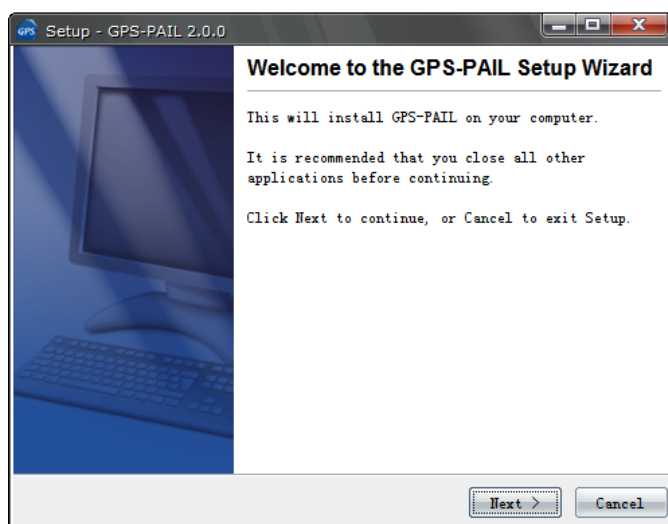 GPS
Setup - GPS-PAIL 2.0.0
Welcome to the GPS-PAIL Setup Wizard
This will install GPS-PAIL on your computer.
It is recommended that you close all other
applications before continuing.
Click Next to continue, or Cancel to exit Setup.
Next >
Cancel